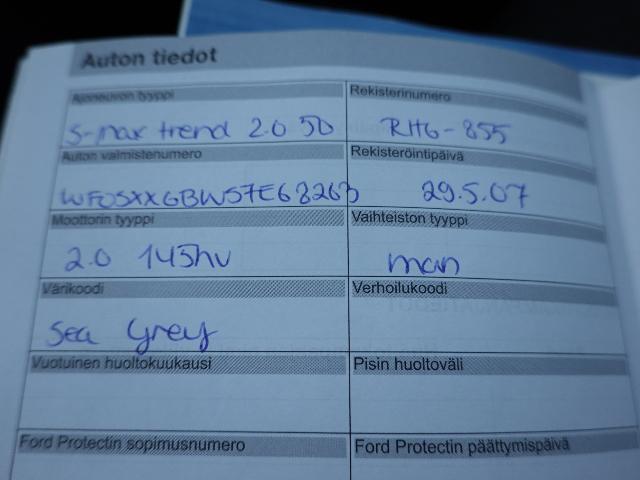 Auton tiedot
Ajoneuvon tyyppi
Rekisterinumero
S-max trend 2.0 5D
RHG-855
Auton valmistenumero
Rekisteröintipäivä
WF0SXXGBWS7E68263
29.5.07
Moottorin tyyppi
Vaihteiston tyyppi
2.0 145hv
man
Värikoodi
Verhoilukoodi
Sea Grey
Vuotuinen huoltokuukausi
Pisin huoltoväli
Ford Protectin sopimusnumero
Ford Protectin päättymispäivä